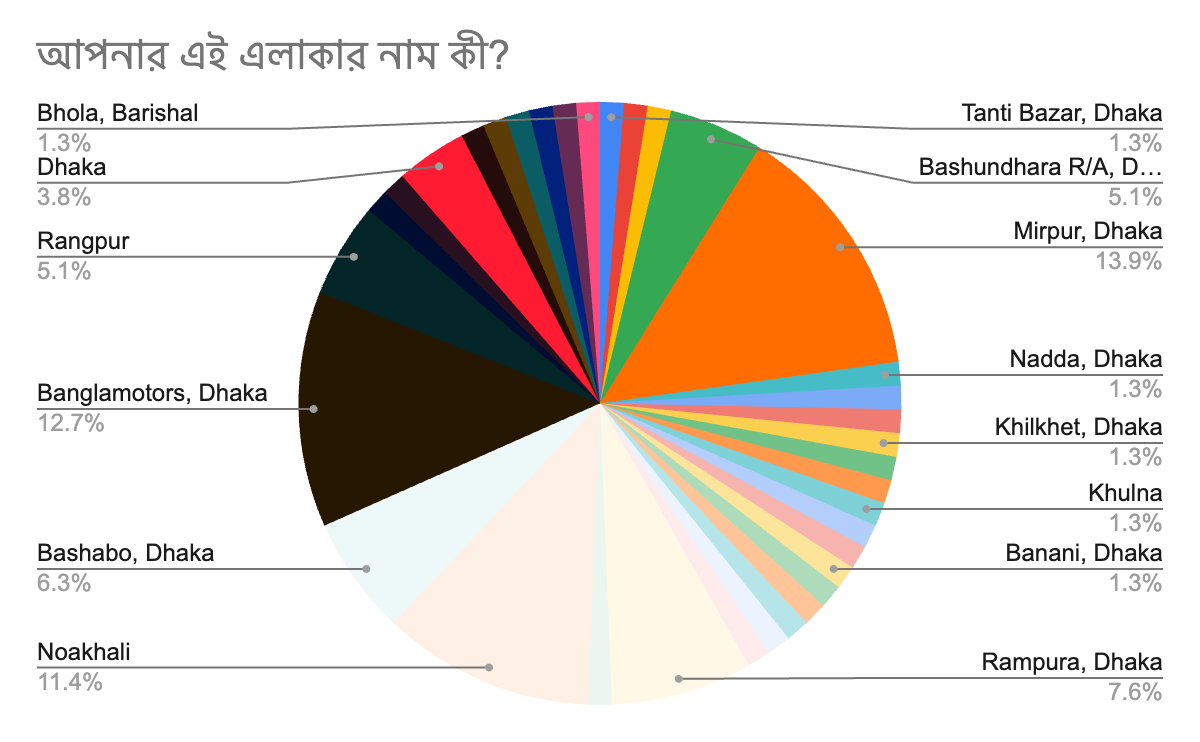 আপনার এই এলাকার নাম কী?
Bhola, Barishal
1.3%
Dhaka
3.8%
Rangpur
5.1%
Banglamotors, Dhaka
12.7%
Bashabo, Dhaka
6.3%
Noakhali
11.4%
Tanti Bazar, Dhaka
1.3%
Bashundhara R/A, D…
5.1%
Mirpur, Dhaka
13.9%
Nadda, Dhaka
1.3%
Khilkhet, Dhaka
1.3%
Khulna
1.3%
Banani, Dhaka
1.3%
Rampura, Dhaka
7.6%